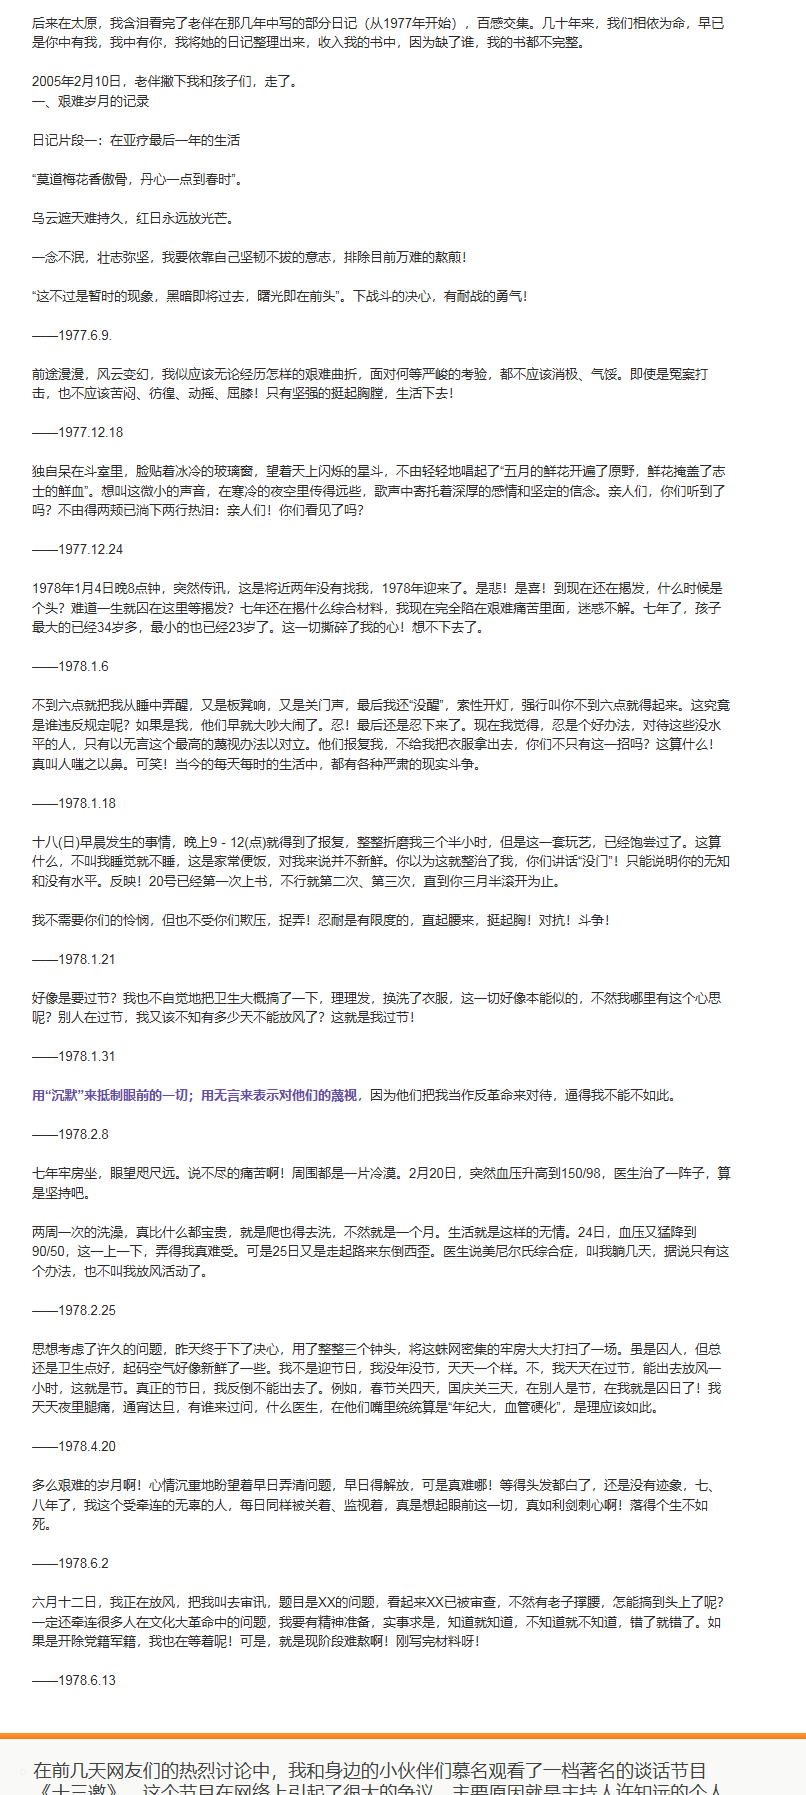 后来在太原，我含泪看完了老伴在那几年中写的部分日记（从1977年开始），百感交集。几十年来，我们相依为命，早已
是你中有我，我中有你，我将她的日记整理出来，收入我的书中，因为缺了谁，我的书都不完整。
2005年2月10日，老伴撇下我和孩子们，走了。
一、艰难岁月的记录
日记片段一：在亚疗最后一年的生活
“莫道梅花香傲骨，丹心一点到春时”。
乌云遮天难持久，红日永远放光芒。
一念不泯，壮志弥坚，我要依靠自己坚韧不拔的意志，排除目前万难的熬煎！
“这不过是暂时的现象，黑暗即将过去，曙光即在前头”。下战斗的决心，有耐战的勇气！
——1977.6.9.
前途漫漫，风云变幻，我似应该无论经历怎样的艰难曲折，面对何等严峻的考验，都不应该消极、气馁。即使是冤案打
击，也不应该苦闷、彷徨、动摇、屈膝！只有坚强的挺起胸膛，生活下去！
——1977.12.18
独自呆在斗室里，脸贴着冰冷的玻璃窗，望着天上闪烁的星斗，不由轻轻地唱起了“五月的鲜花开遍了原野，鲜花掩盖了志
士的鲜血”。想叫这微小的声音，在寒冷的夜空里传得远些，歌声中寄托着深厚的感情和坚定的信念。亲人们，你们听到了
吗？不由得两颊已淌下两行热泪：亲人们！你们看见了吗？
——1977.12.24
1978年1月4日晚8点钟，突然传讯，这是将近两年没有找我，1978年迎来了。是悲！是喜！到现在还在揭发，什么时候是
个头？难道一生就囚在这里等揭发？七年还在揭什么综合材料，我现在完全陷在艰难痛苦里面，迷惑不解。七年了，孩子
最大的已经34岁多，最小的也已经23岁了。这一切撕碎了我的心！想不下去了。
——1978.1.6
不到六点就把我从睡中弄醒，又是板凳响，又是关门声，最后我还“没醒”，索性开灯，强行叫你不到六点就得起来。这究竟
是谁违反规定呢？如果是我，他们早就大吵大闹了。忍！最后还是忍下来了。现在我觉得，忍是个好办法，对待这些没水
平的人，只有以无言这个最高的蔑视办法以对立。他们报复我，不给我把衣服拿出去，你们不只有这一招吗？这算什么！
真叫人嗤之以鼻。可笑！当今的每天每时的生活中，都有各种严肃的现实斗争。
——1978.1.18
十八(日)早晨发生的事情，晚上9－12(点)就得到了报复，整整折磨我三个半小时，但是这一套玩艺，已经饱尝过了。这算
什么，不叫我睡觉就不睡，这是家常便饭，对我来说并不新鲜。你以为这就整治了我，你们讲话“没门”！只能说明你的无知
和没有水平。反映！20号已经第一次上书，不行就第二次、第三次，直到你三月半滚开为止。
我不需要你们的怜悯，但也不受你们欺压，捉弄！忍耐是有限度的，直起腰来，挺起胸！对抗！斗争！
——1978.1.21
好像是要过节？我也不自觉地把卫生大概搞了一下，理理发，换洗了衣服，这一切好像本能似的，不然我哪里有这个心思
呢？别人在过节，我又该不知有多少天不能放风了？这就是我过节！
——1978.1.31
用“沉默”来抵制眼前的一切；用无言来表示对他们的蔑视，因为他们把我当作反革命来对待，逼得我不能不如此。
——1978.2.8
七年牢房坐，眼望咫尺远。说不尽的痛苦啊！周围都是一片冷漠。2月20日，突然血压升高到150/98，医生治了一阵子，算
是坚持吧。
两周一次的洗澡，真比什么都宝贵，就是爬也得去洗，不然就是一个月。生活就是这样的无情。24日，血压又猛降到
90/50，这一上一下，弄得我真难受。可是25日又是走起路来东倒西歪。医生说美尼尔氏综合症，叫我躺几天，据说只有这
个办法，也不叫我放风活动了。
——1978.2.25
思想考虑了许久的问题，昨天终于下了决心，用了整整三个钟头，将这蛛网密集的牢房大大打扫了一场。虽是囚人，但总
还是卫生点好，起码空气好像新鲜了一些。我不是迎节日，我没年没节，天天一个样。不，我天天在过节，能出去放风一
小时，这就是节。真正的节日，我反倒不能出去了。例如，春节关四天，国庆关三天，在别人是节，在我就是囚日了！我
天天夜里腿痛，通宵达旦，有谁来过问，什么医生，在他们嘴里统统算是“年纪大，血管硬化”，是理应该如此。
——1978.4.20
多么艰难的岁月啊！心情沉重地盼望着早日弄清问题，早日得解放，可是真难哪！等得头发都白了，还是没有迹象，七、
八年了，我这个受牵连的无辜的人，每日同样被关着、监视着，真是想起眼前这一切，真如利剑刺心啊！落得个生不如
死。
——1978.6.2
六月十二日，我正在放风，把我叫去审讯，题目是XX的问题，看起来XX已被审查，不然有老子撑腰，怎能搞到头上了呢？
一定还牵连很多人在文化大革命中的问题，我要有精神准备，实事求是，知道就知道，不知道就不知道，错了就错了。如
果是开除党籍军籍，我也在等着呢！可是，就是现阶段难熬啊！刚写完材料呀！
——1978.6.13
在前几天网友们的热烈讨论中，我和身边的小伙伴们慕名观看了一档著名的谈话节目
《十三邀》，这个节目在网络上引起了很大的争议，主要原因就是主持人许知远的个人